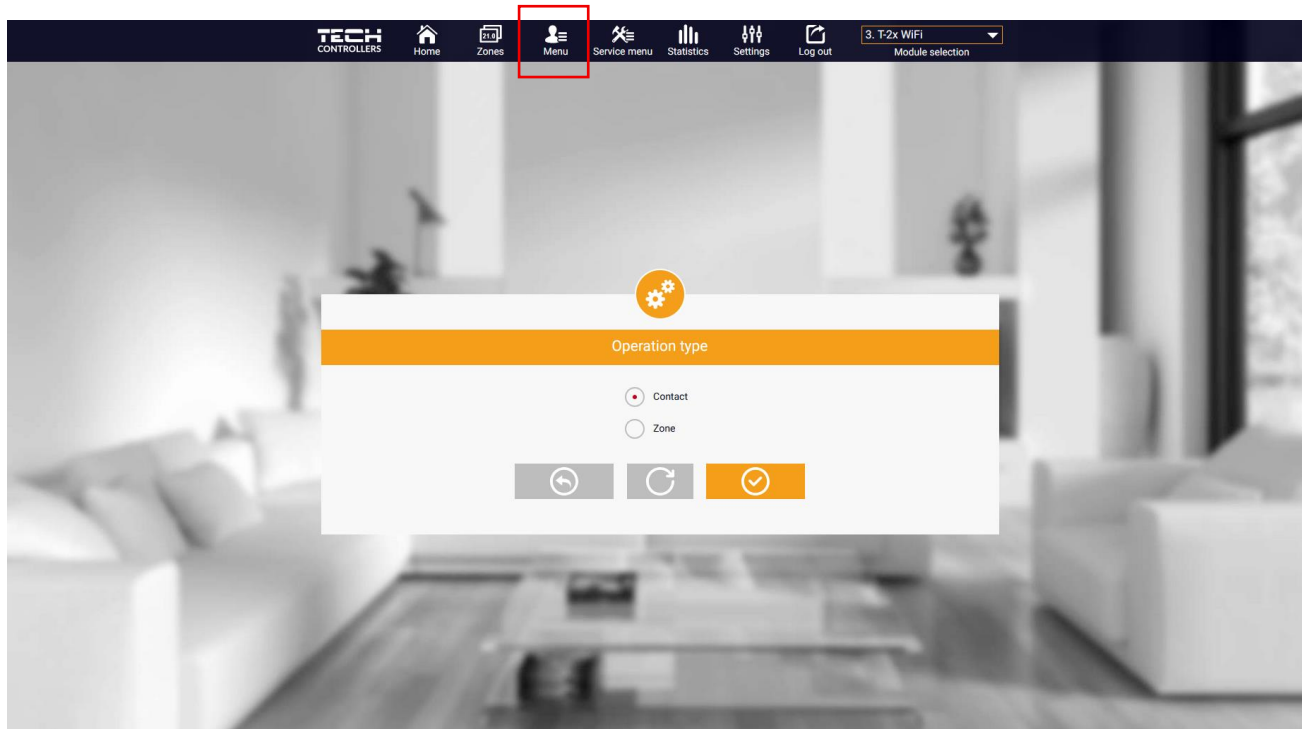 TECH
CONTROLLERS
Home
21.0
Zones
Menu
Service menu
Statistics
Settings
Log out
3. T-2x WiFi
Module selection
Operation type
Contact
Zone